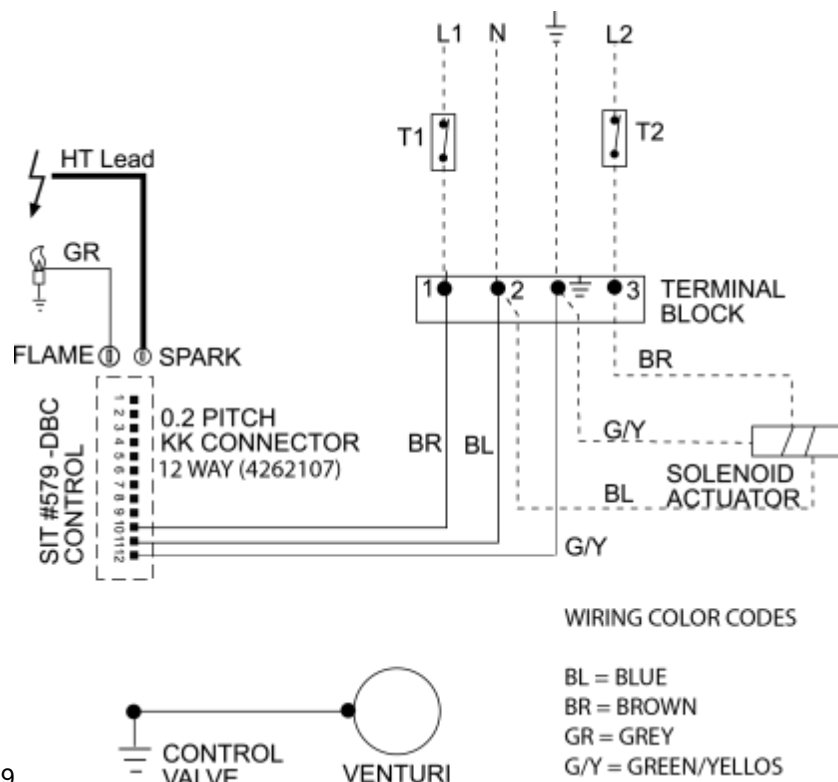 L1 N L2
T1 T2
HT Lead
GR
1 2 3 TERMINAL
BLOCK
FLAME SPARK
BR
SIT #579 -DBC
CONTROL
1
2
3
4
5
6
7
8
9
10
11
12
0.2 PITCH
KK CONNECTOR
12 WAY (4262107)
BR BL
G/Y
SOLENOID
ACTUATOR
BL
G/Y
WIRING COLOR CODES
BL = BLUE
BR = BROWN
GR = GREY
G/Y = GREEN/YELLOS
CONTROL
VALVE
VENTURI
9